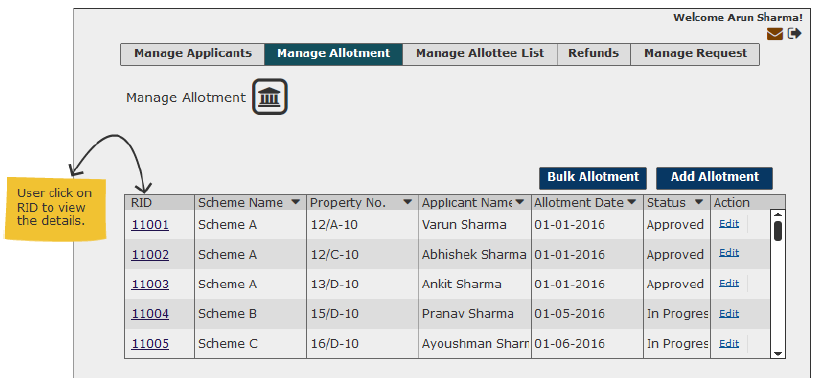 Welcome Arun Sharma!
Manage Applicants Manage Allotment Manage Allottee List Refunds Manage Request
Manage Allotment
User click on
RID to view
the details.
Bulk Allotment Add Allotment
RID Scheme Name Property No. Applicant Name Allotment Date Status Action
11001 Scheme A 12/A-10 Varun Sharma 01-01-2016 Approved Edit
11002 Scheme A 12/C-10 Abhishek Sharma 01-01-2016 Approved Edit
11003 Scheme A 13/D-10 Ankit Sharma 01-01-2016 Approved Edit
11004 Scheme B 15/D-10 Pranav Sharma 01-05-2016 In Progres Edit
11005 Scheme C 16/D-10 Ayoushman Sharr 01-06-2016 In Progres Edit